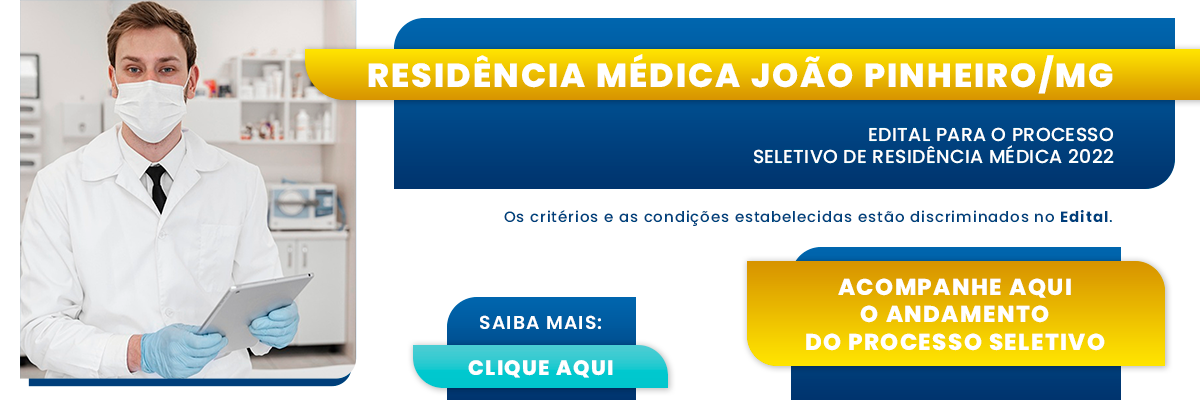 RESIDÊNCIA MÉDICA JOÃO PINHEIRO/MG
EDITAL PARA O PROCESSO
SELETIVO DE RESIDÊNCIA MÉDICA 2022
Os critérios e as condições estabelecidas estão discriminados no Edital.
SAIBA MAIS:
CLIQUE AQUI
ACOMPANHE AQUI
O ANDAMENTO
DO PROCESSO SELETIVO